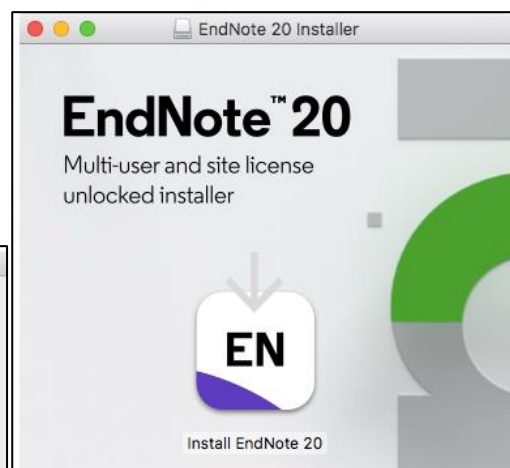 EndNote 20 Installer
EndNote™ 20
Multi-user and site license
unlocked installer
EN
Install EndNote 20